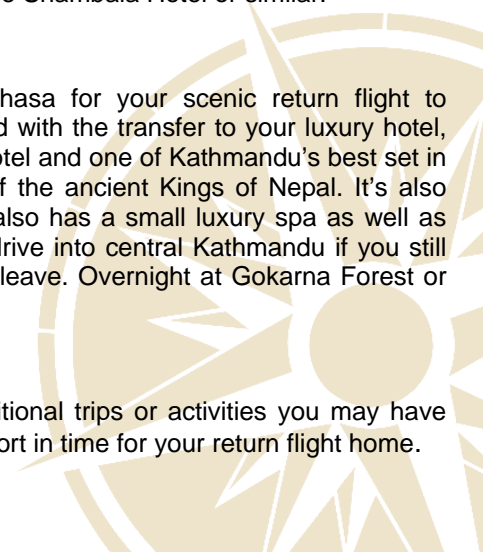 Shambala Hotel or similar.
hasa for your scenic return flight to
d with the transfer to your luxury hotel,
otel and one of Kathmandu's best set in
f the ancient Kings of Nepal. It's also
also has a small luxury spa as well as
drive into central Kathmandu if you still
leave. Overnight at Gokarna Forest or
itional trips or activities you may have
ort in time for your return flight home.